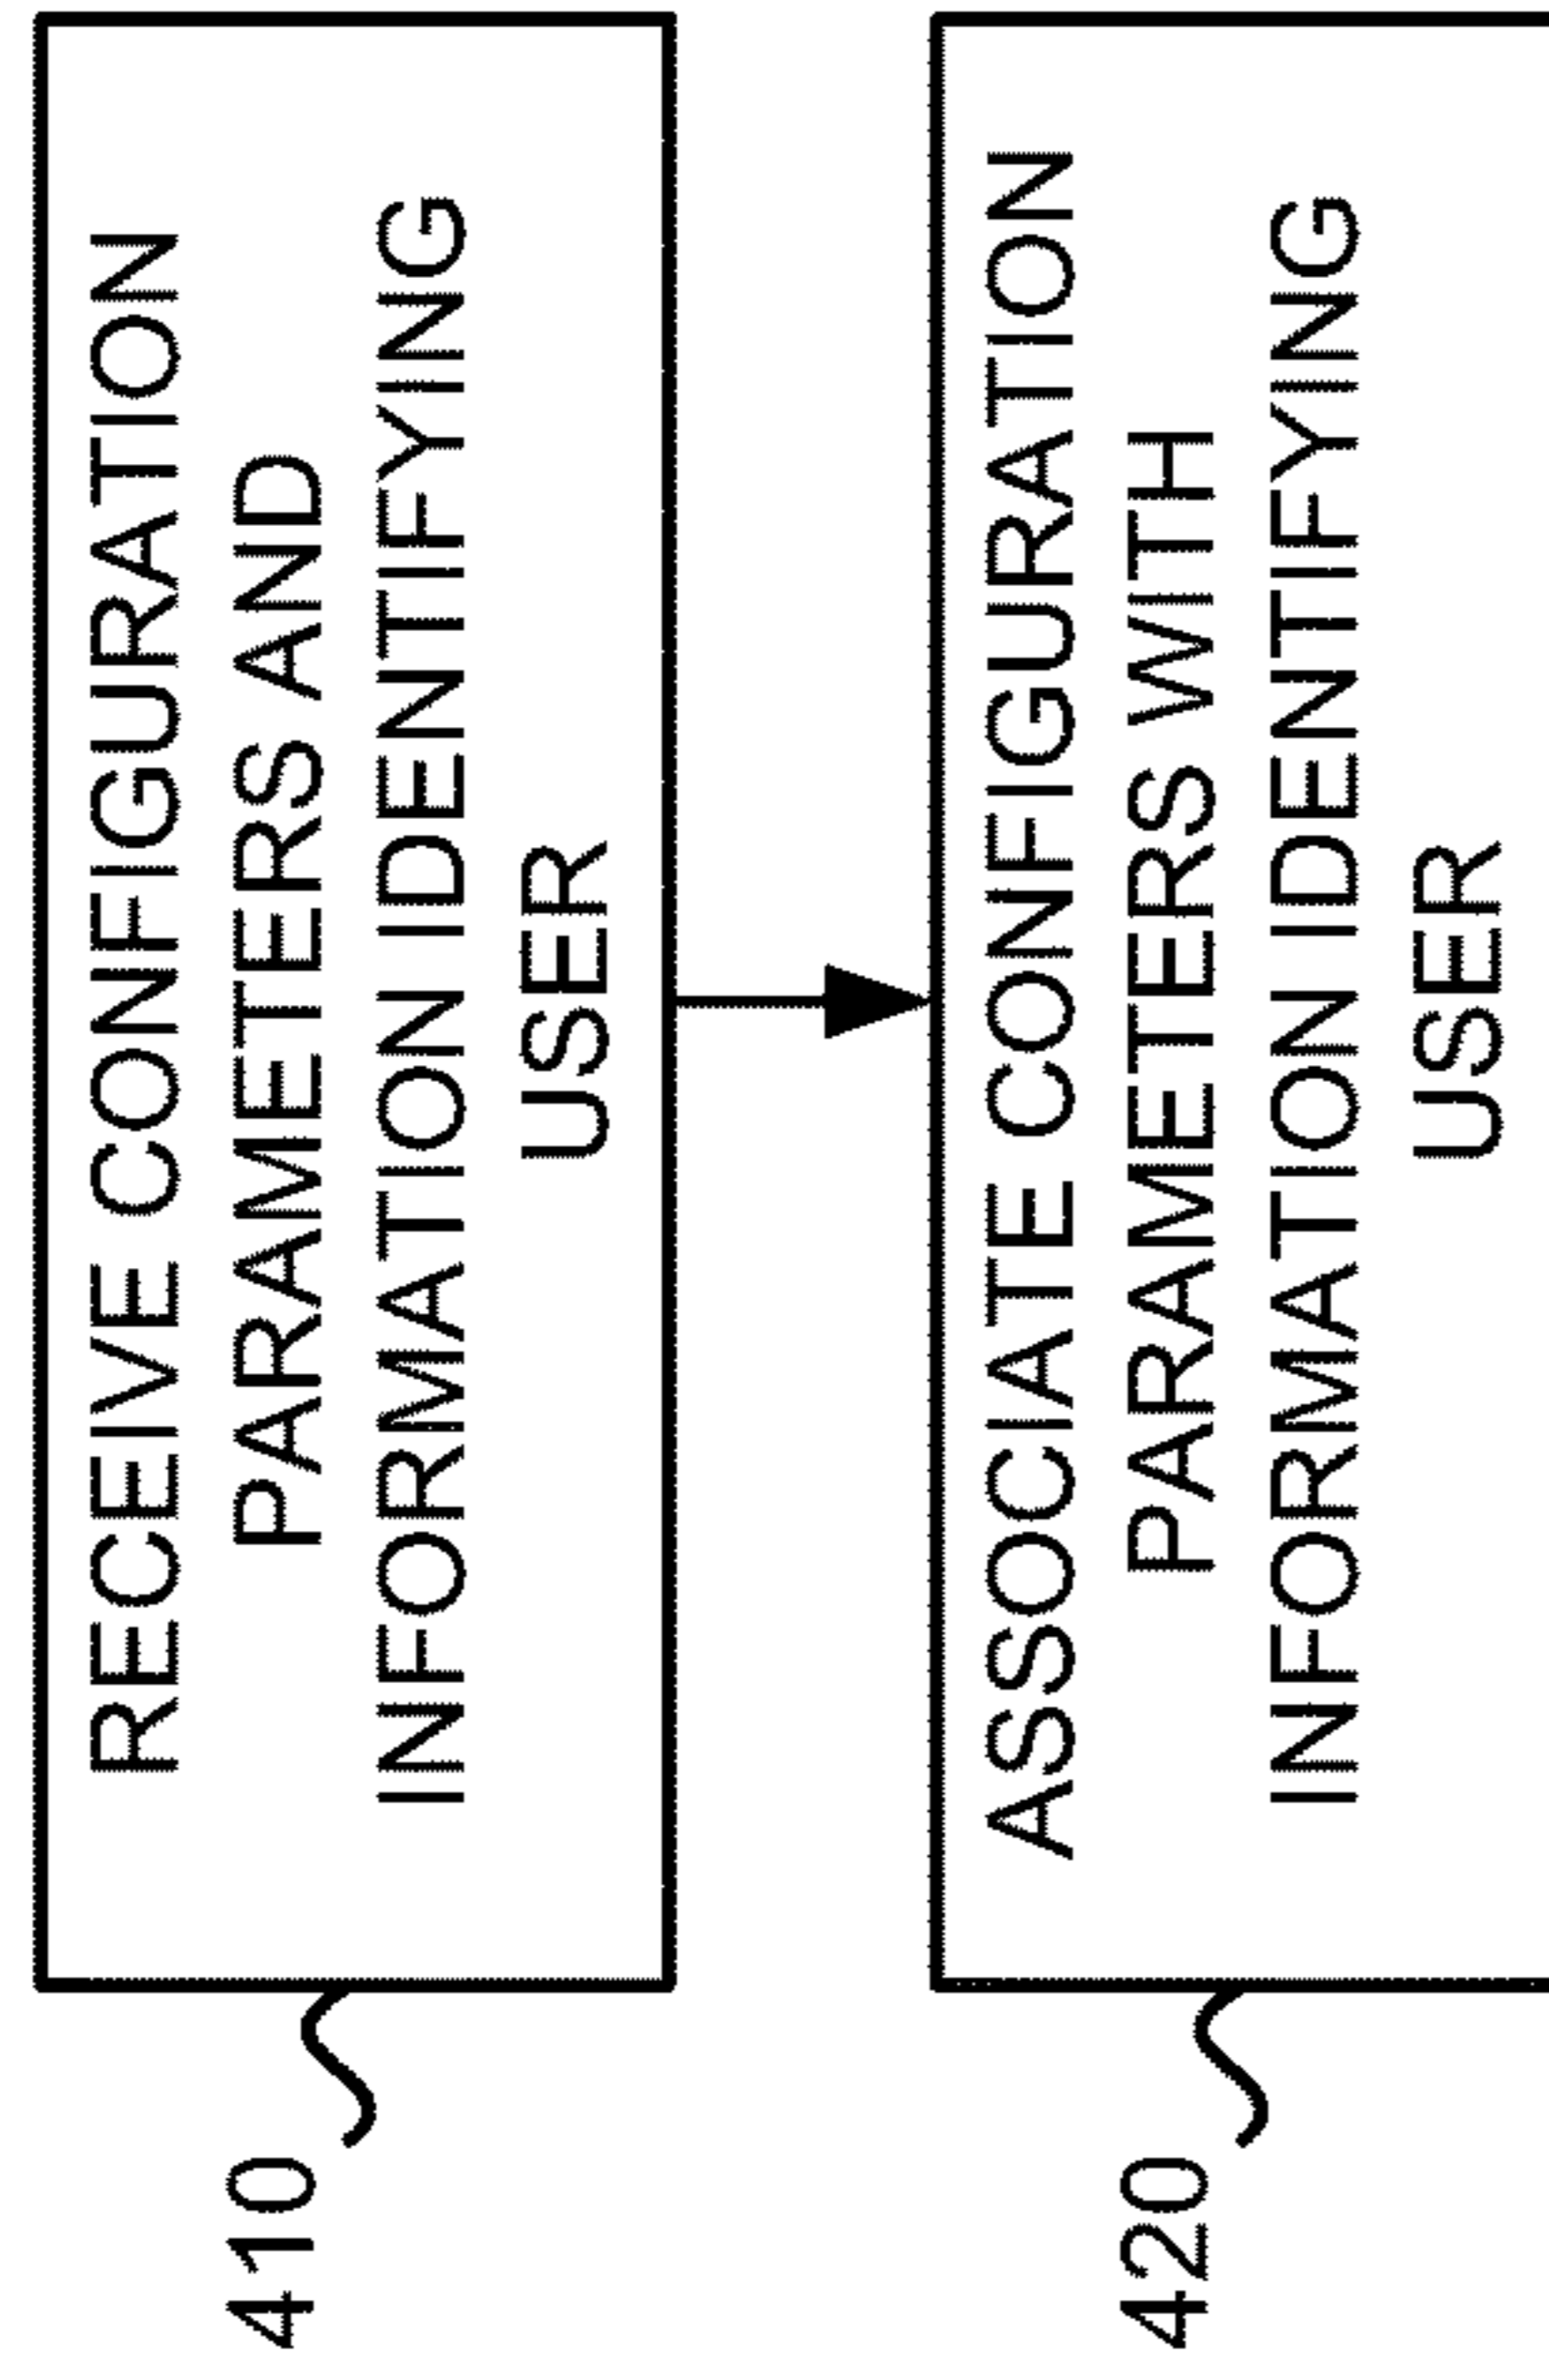 410
RECEIVE CONFIGURATION
PARAMETERS AND
INFORMATION IDENTIFYING
USER
420
ASSOCIATE CONFIGURATION
PARAMETERS WITH
INFORMATION IDENTIFYING
USER